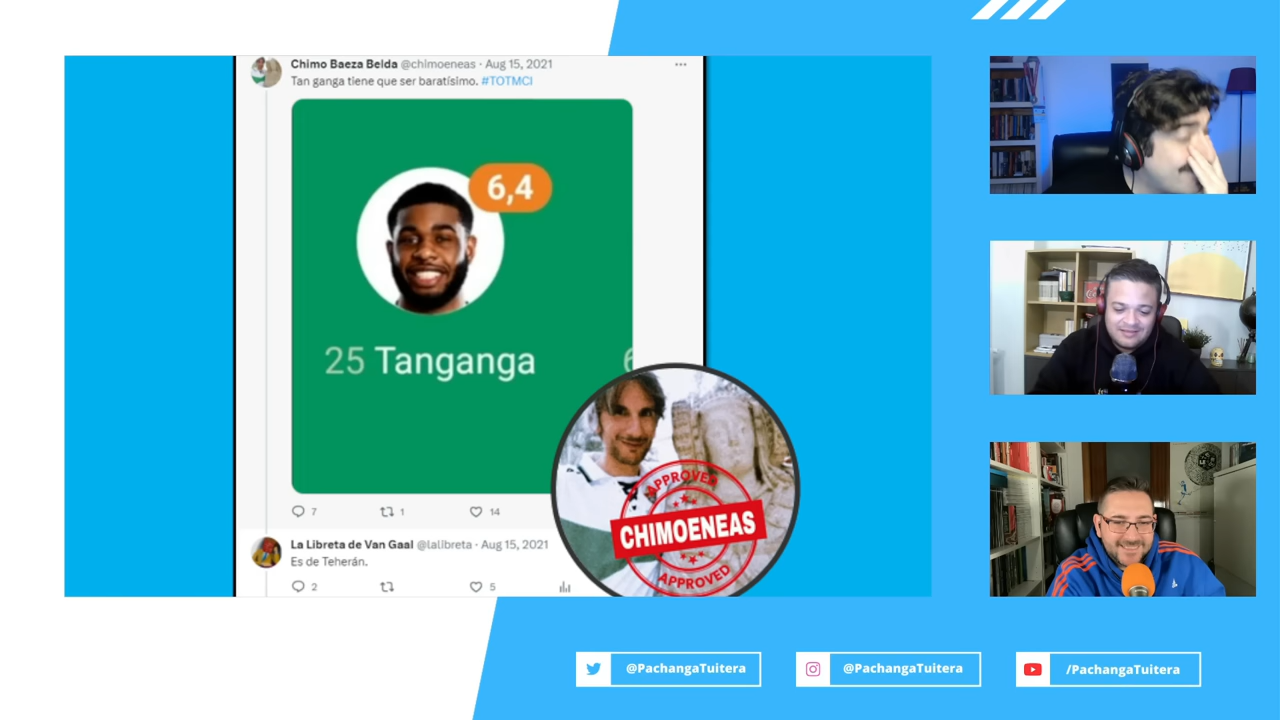 Chimo Baeza Belda @chimoeneas · Aug 15, 2021
Tan ganga tiene que ser baratísimo. #TOTMCI
6,4
25 Tanganga
6
APPROVED
CHIMOENEAS
APPROVED
7 1 14
La Libreta de Van Gaal @lalibreta · Aug 15, 2021
Es de Teherán.
2 5
@PachangaTuitera @PachangaTuitera /PachangaTuitera